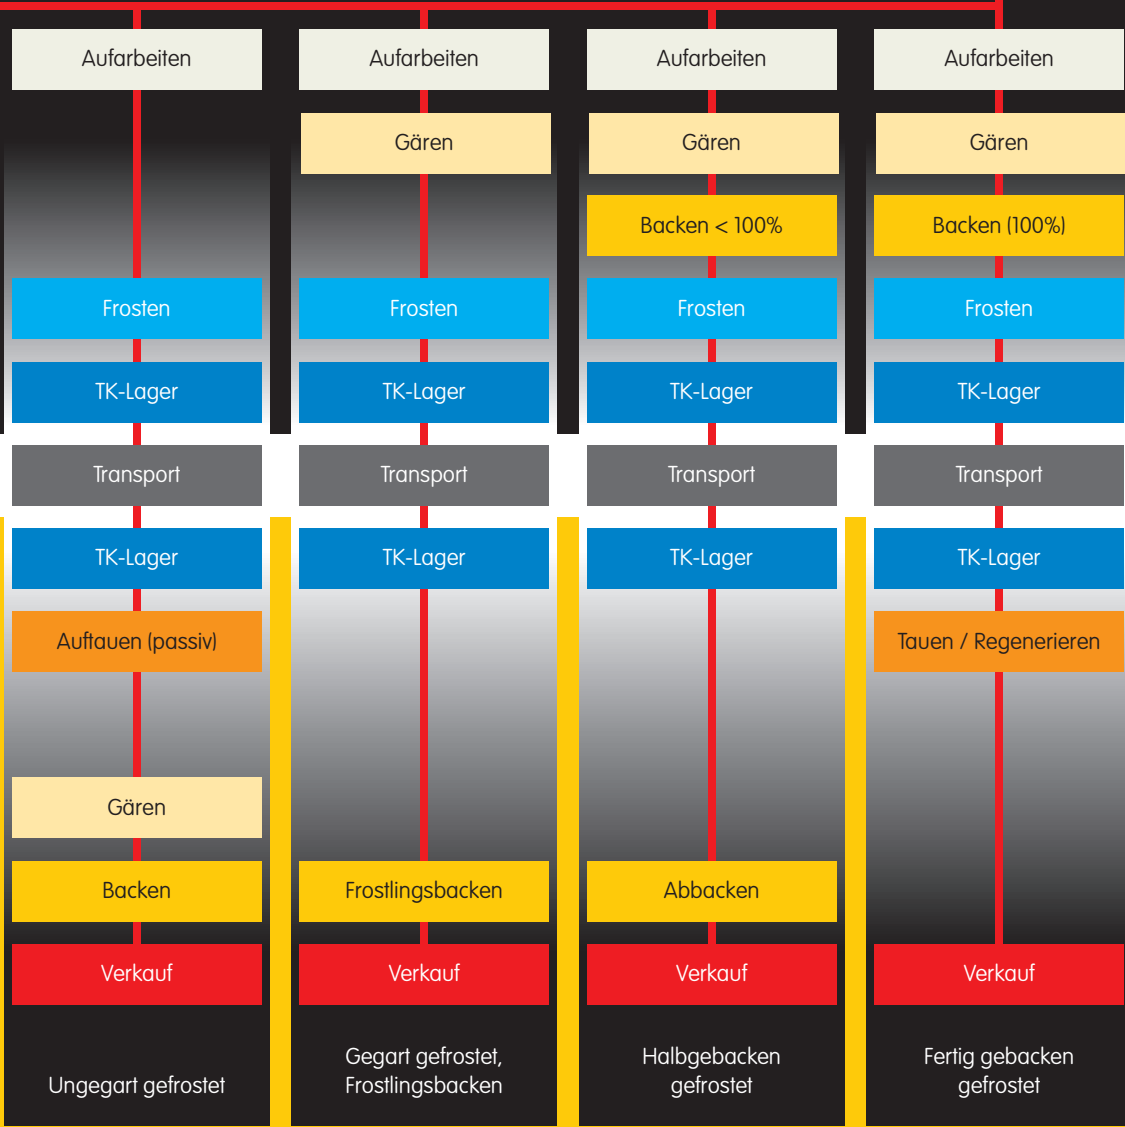 Aufarbeiten
Aufarbeiten
Aufarbeiten
Aufarbeiten
Gären
Gären
Gären
Backen < 100%
Backen (100%)
Frosten
Frosten
Frosten
Frosten
TK-Lager
TK-Lager
TK-Lager
TK-Lager
Transport
Transport
Transport
Transport
TK-Lager
TK-Lager
TK-Lager
TK-Lager
Auftauen (passiv)
Tauen / Regenerieren
Gären
Backen
Frostlingsbacken
Abbacken
Verkauf
Verkauf
Verkauf
Verkauf
Ungegart gefrostet
Gegart gefrostet,
Frostlingsbacken
Halbgebacken
gefrostet
Fertig gebacken
gefrostet